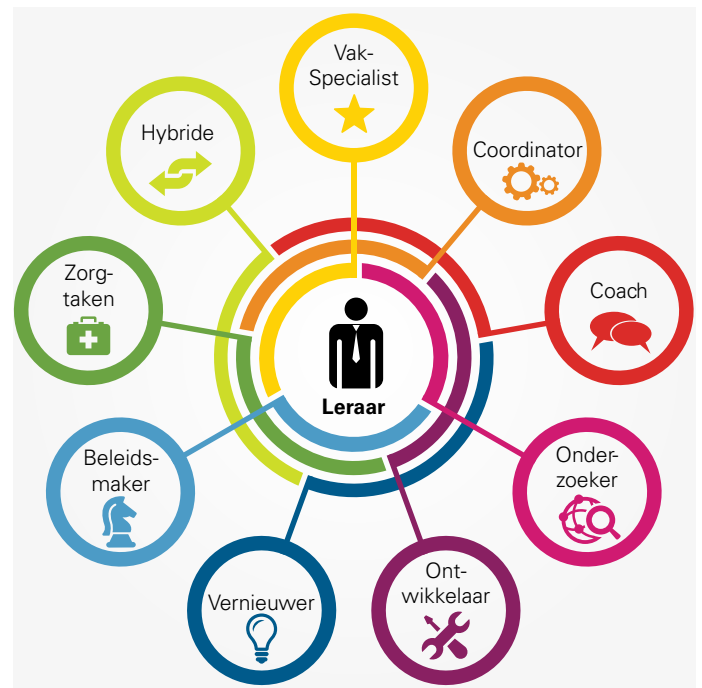 Vak-
Specialist
Coordinator
Coach
Onder-
zoeker
Ont-
wikkelaar
Vernieuwer
Beleids-
maker
Zorg-
taken
Hybride
Leraar